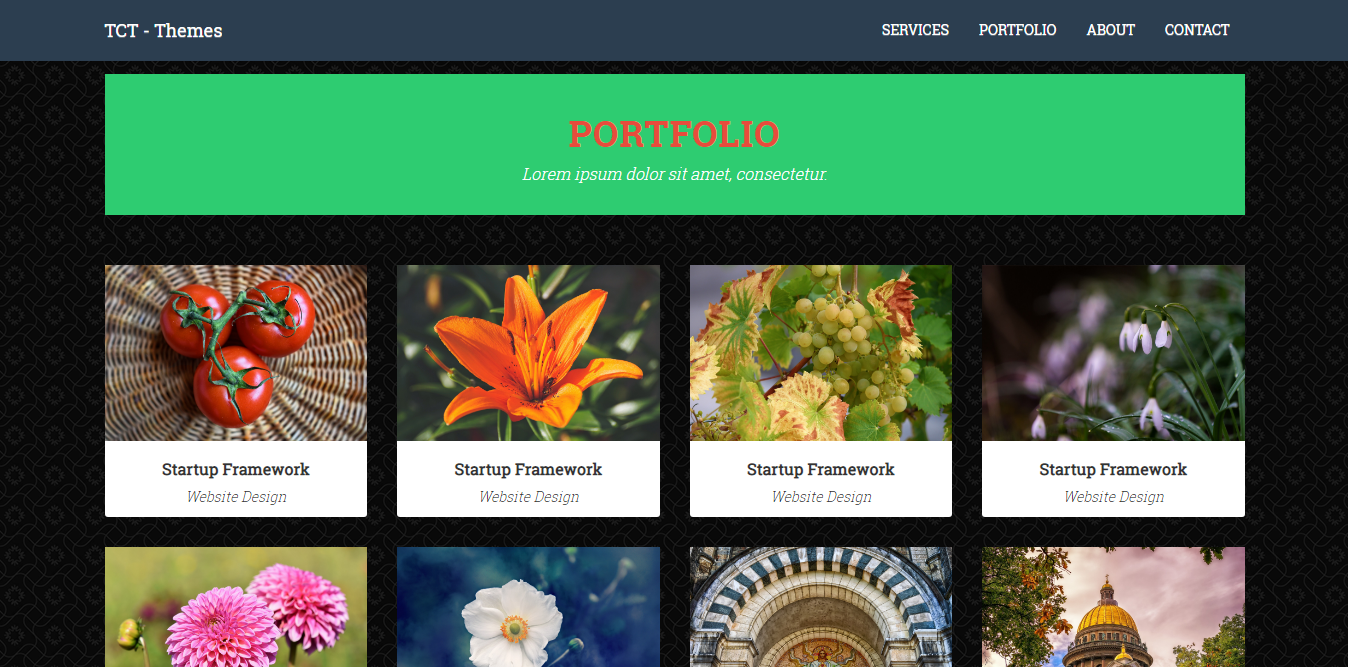 TCT - Themes
SERVICES PORTFOLIO ABOUT CONTACT
PORTFOLIO
Lorem ipsum dolor sit amet, consectetur.
Startup Framework
Website Design
Startup Framework
Website Design
Startup Framework
Website Design
Startup Framework
Website Design